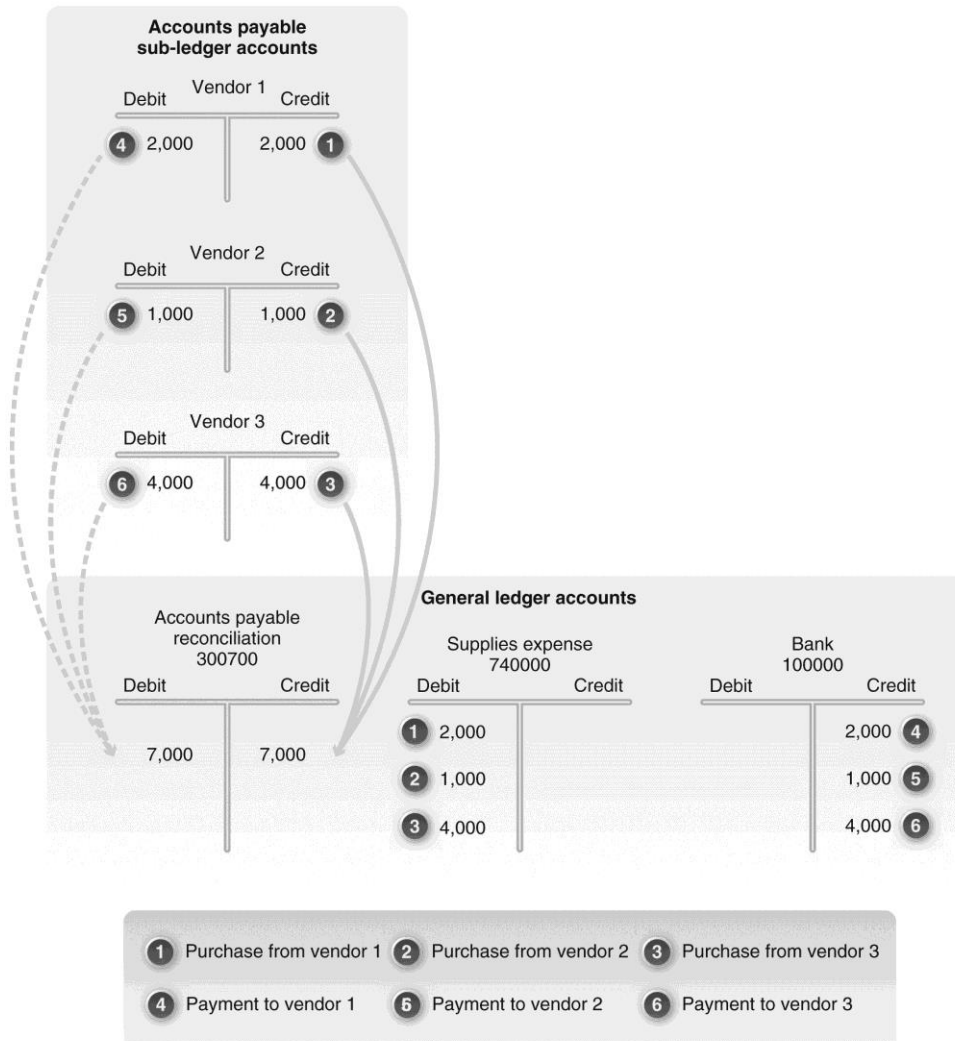 Accounts payable
sub-ledger accounts
Vendor 1
Debit Credit
4 2,000 2,000 1
Vendor 2
Debit Credit
5 1,000 1,000 2
Vendor 3
Debit Credit
6 4,000 4,000 3
General ledger accounts
Accounts payable
reconciliation
300700
Debit Credit
7,000 7,000
Supplies expense
740000
Debit Credit
1 2,000
2 1,000
3 4,000
Bank
100000
Debit Credit
2,000 4
1,000 5
4,000 6
1 Purchase from vendor 1 2 Purchase from vendor 2 3 Purchase from vendor 3
4 Payment to vendor 1 5 Payment to vendor 2 6 Payment to vendor 3